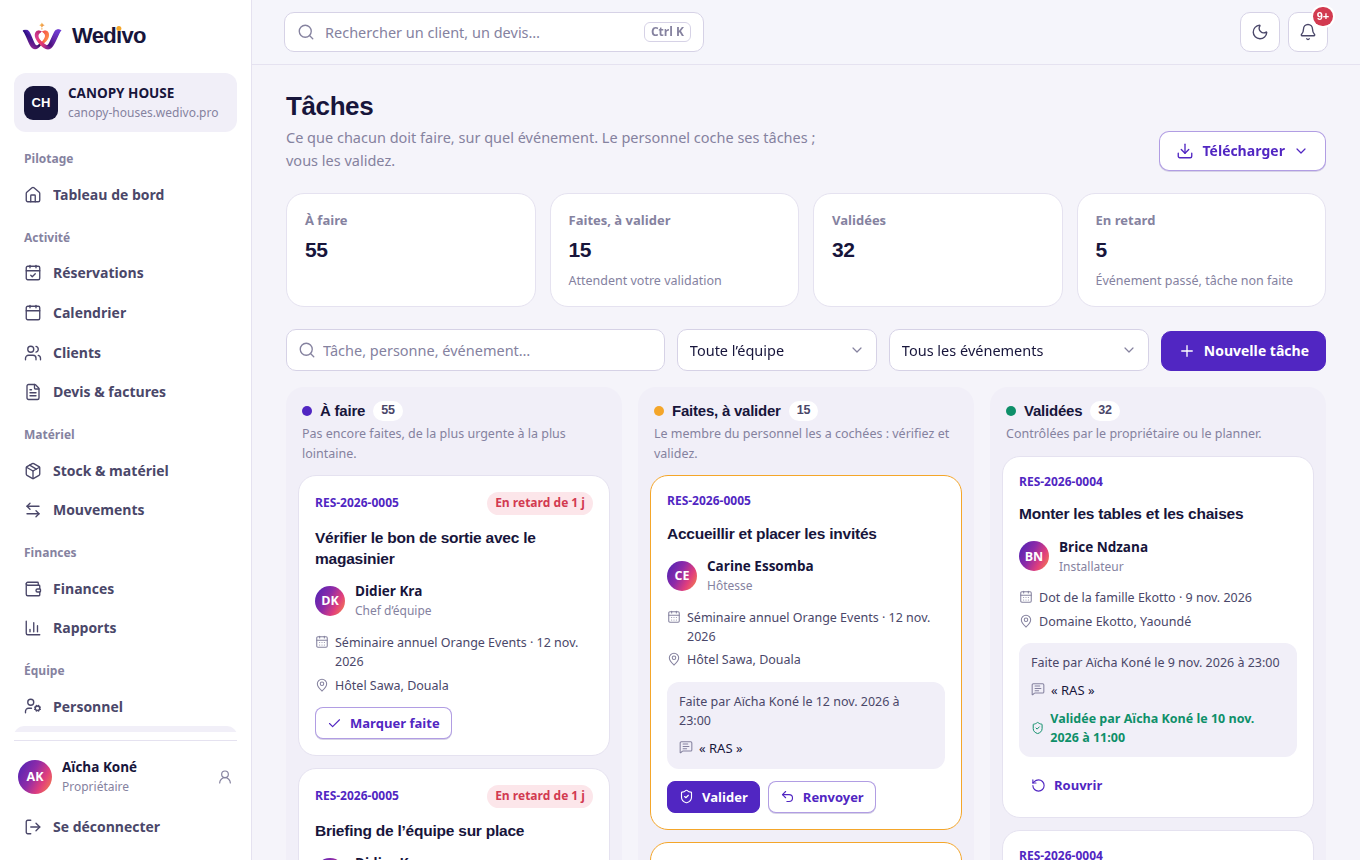 Wedivo
CH
CANOPY HOUSE
canopy-houses.wedivo.pro
Pilotage
Tableau de bord
Activité
Réservations
Calendrier
Clients
Devis & factures
Matériel
Stock & matériel
Mouvements
Finances
Finances
Rapports
Équipe
Personnel
AK
Aïcha Koné
Propriétaire
Se déconnecter
Rechercher un client, un devis…
Ctrl K
9+
Tâches
Ce que chacun doit faire, sur quel événement. Le personnel coche ses tâches ;
vous les validez.
Télécharger
À faire
55
Faites, à valider
15
Attendent votre validation
Validées
32
En retard
5
Événement passé, tâche non faite
Tâche, personne, événement…
Toute l’équipe
Tous les événements
Nouvelle tâche
À faire
55
Pas encore faites, de la plus urgente à la plus
lointaine.
RES-2026-0005
En retard de 1 j
Vérifier le bon de sortie avec le
magasinier
DK
Didier Kra
Chef d’équipe
Séminaire annuel Orange Events · 12 nov.
2026
Hôtel Sawa, Douala
Marquer faite
RES-2026-0005
En retard de 1 j
Briefing de l’équipe sur place
Faites, à valider
15
Le membre du personnel les a cochées : vérifiez et
validez.
RES-2026-0005
Accueillir et placer les invités
CE
Carine Essomba
Hôtesse
Séminaire annuel Orange Events · 12 nov.
2026
Hôtel Sawa, Douala
Faite par Aïcha Koné le 12 nov. 2026 à
23:00
« RAS »
Valider
Renvoyer
Validées
32
Contrôlées par le propriétaire ou le planner.
RES-2026-0004
Monter les tables et les chaises
BN
Brice Ndzana
Installateur
Dot de la famille Ekotto · 9 nov. 2026
Domaine Ekotto, Yaoundé
Faite par Aïcha Koné le 9 nov. 2026 à 23:00
« RAS »
Validée par Aïcha Koné le 10 nov.
2026 à 11:00
Rouvrir
RES-2026-0004